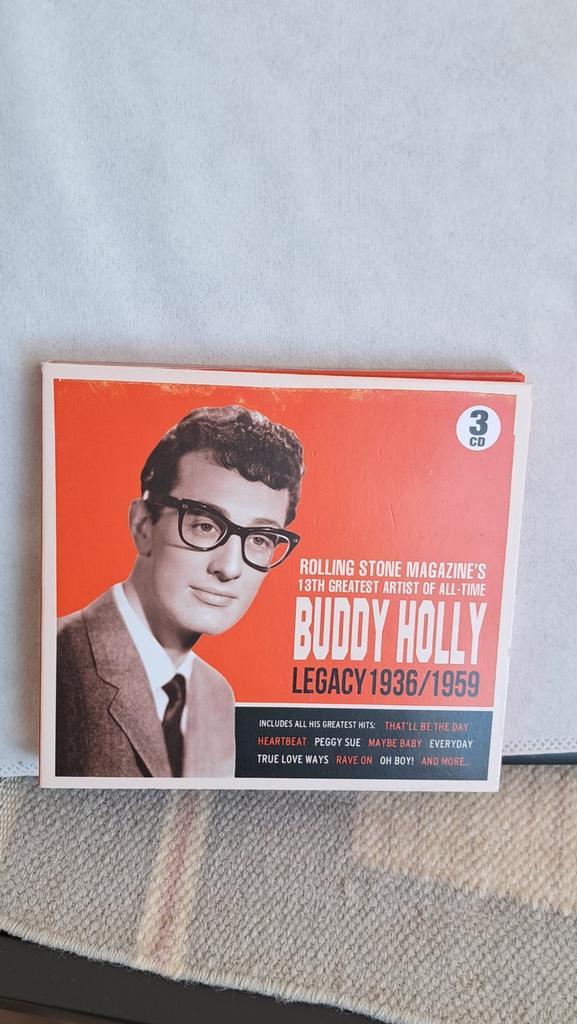 3
CD
ROLLING STONE MAGAZINE'S
13TH GREATEST ARTIST OF ALL-TIME
BUDDY HOLLY
LEGACY 1936/1959
INCLUDES ALL HIS GREATEST HITS: THAT'LL BE THE DAY
HEARTBEAT PEGGY SUE MAYBE BABY EVERYDAY
TRUE LOVE WAYS RAVE ON OH BOY! AND MORE..